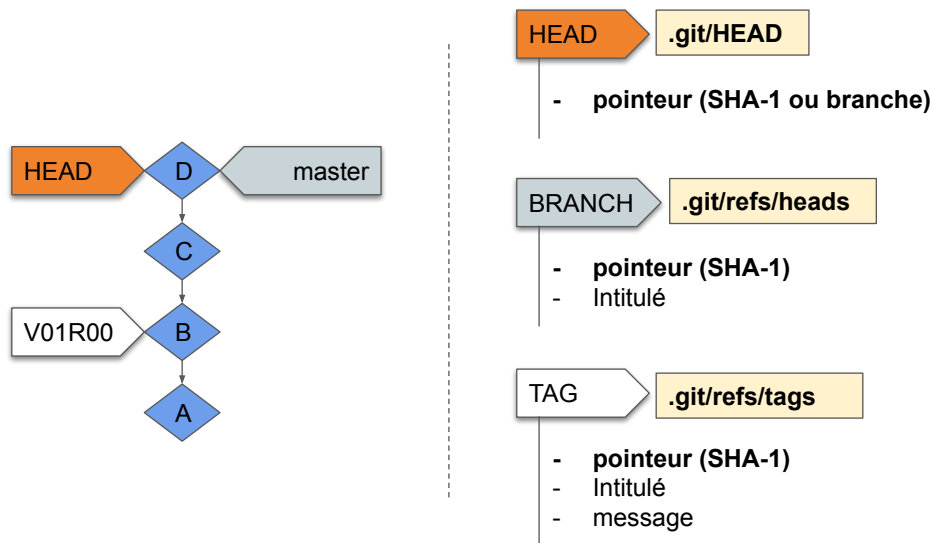 HEAD
D
master
C
V01R00
B
A
HEAD
.git/HEAD
- pointeur (SHA-1 ou branche)
BRANCH
.git/refs/heads
- pointeur (SHA-1)
- Intitulé
TAG
.git/refs/tags
- pointeur (SHA-1)
- Intitulé
- message